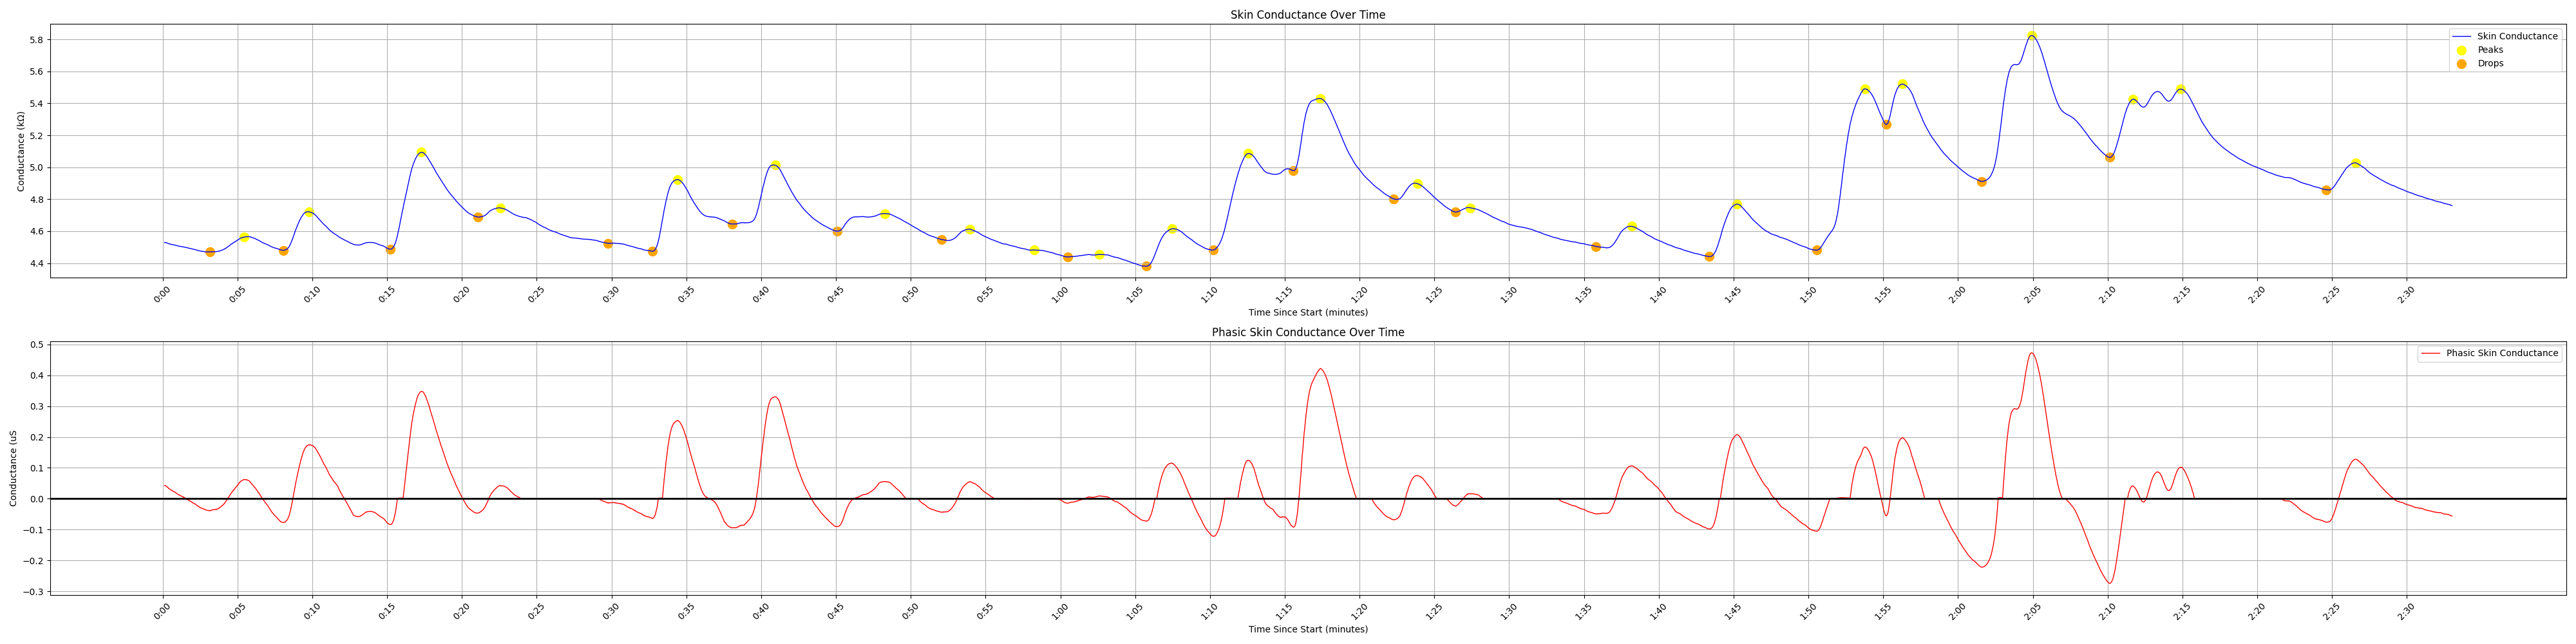 Skin Conductance Over Time
Conductance (kΩ)
5.8
5.6
5.4
5.2
5.0
4.8
4.6
4.4
Skin Conductance
Peaks
Drops
0:00 0:05 0:10 0:15 0:20 0:25 0:30 0:35 0:40 0:45 0:50 0:55 1:00 1:05 1:10 1:15 1:20 1:25 1:30 1:35 1:40 1:45 1:50 1:55 2:00 2:05 2:10 2:15 2:20 2:25 2:30
Time Since Start (minutes)
Phasic Skin Conductance Over Time
Conductance (uS
0.5
0.4
0.3
0.2
0.1
0.0
−0.1
−0.2
−0.3
Phasic Skin Conductance
0:00 0:05 0:10 0:15 0:20 0:25 0:30 0:35 0:40 0:45 0:50 0:55 1:00 1:05 1:10 1:15 1:20 1:25 1:30 1:35 1:40 1:45 1:50 1:55 2:00 2:05 2:10 2:15 2:20 2:25 2:30
Time Since Start (minutes)